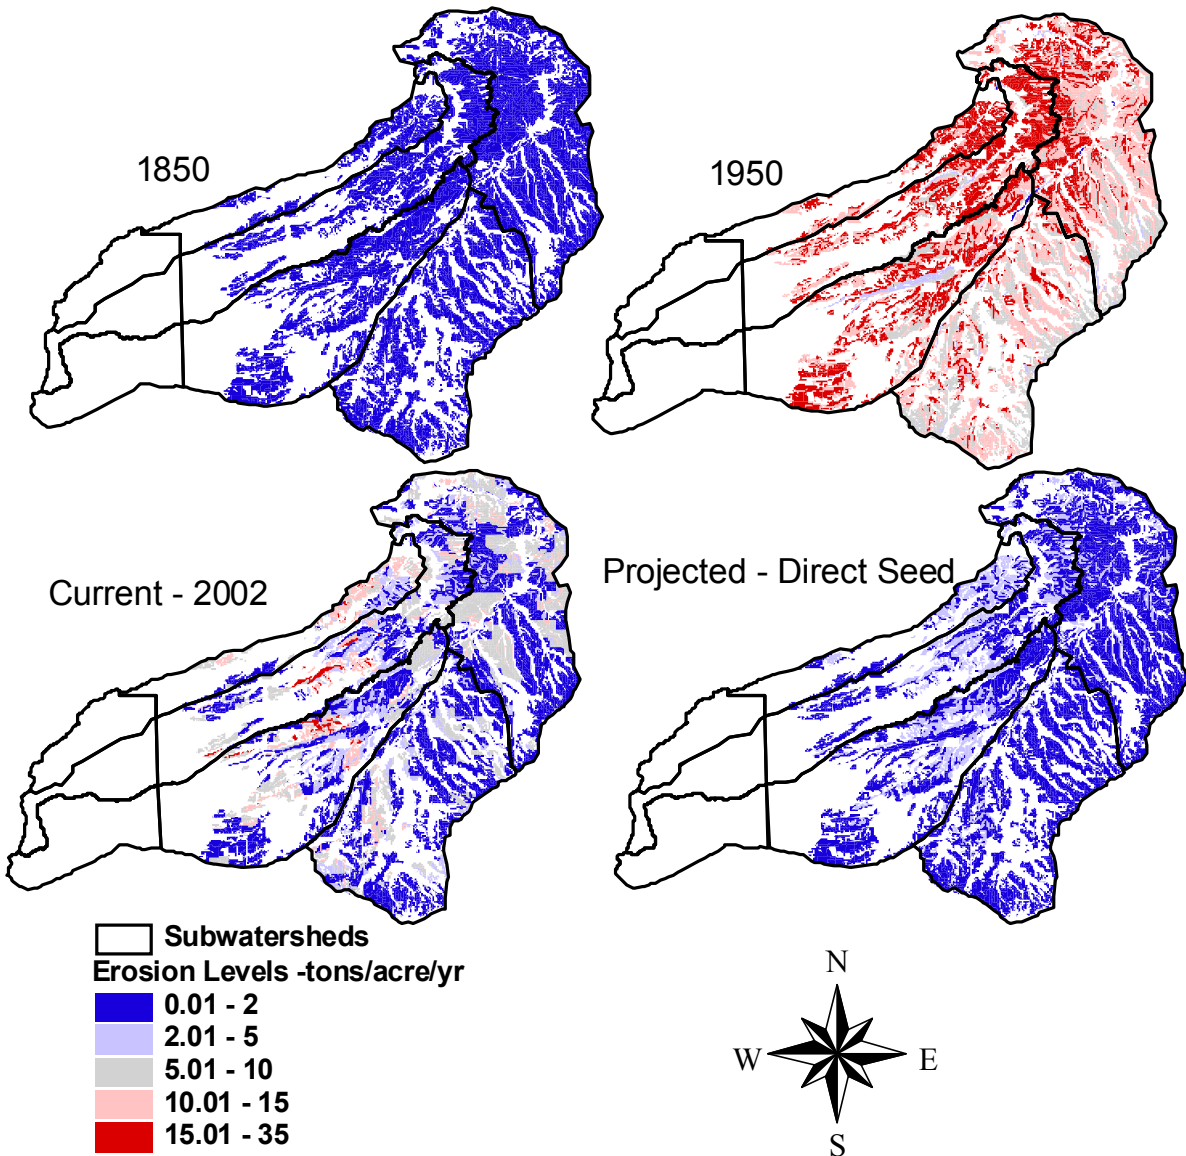 1850
1950
Current - 2002
Projected - Direct Seed
Subwatersheds
Erosion Levels -tons/acre/yr
0.01 - 2
2.01 - 5
5.01 - 10
10.01 - 15
15.01 - 35
N
W
E
S